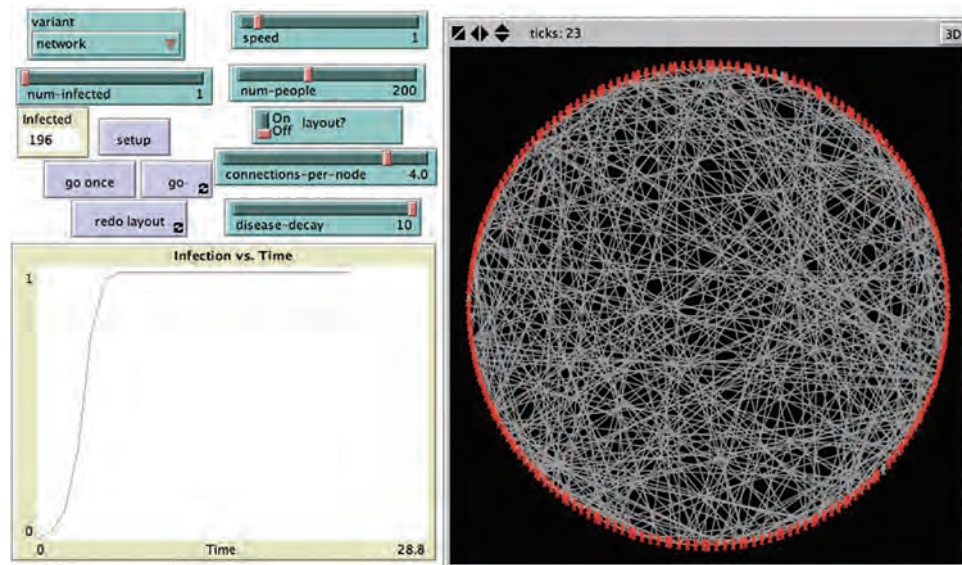 variant
network
speed 1
num-infected 1
num-people 200
Infected
196
setup
On
Off
layout?
go once
go
connections-per-node 4.0
redo layout
disease-decay 10
Infection vs. Time
1
0
0
Time
28.8
ticks: 23
3D